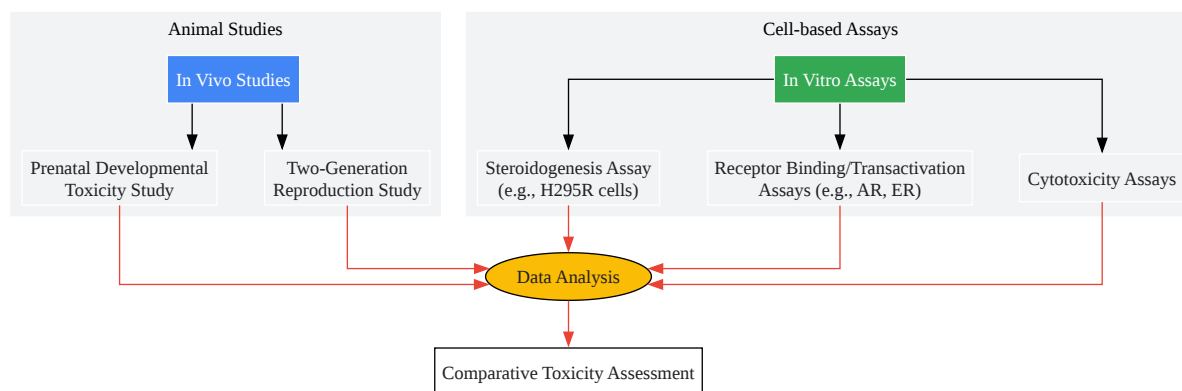 Animal Studies
Cell-based Assays
In Vivo Studies
In Vitro Assays
Prenatal Developmental
Toxicity Study
Two-Generation
Reproduction Study
Steroidogenesis Assay
(e.g., H295R cells)
Receptor Binding/Transactivation
Assays (e.g., AR, ER)
Cytotoxicity Assays
Data Analysis
Comparative Toxicity Assessment